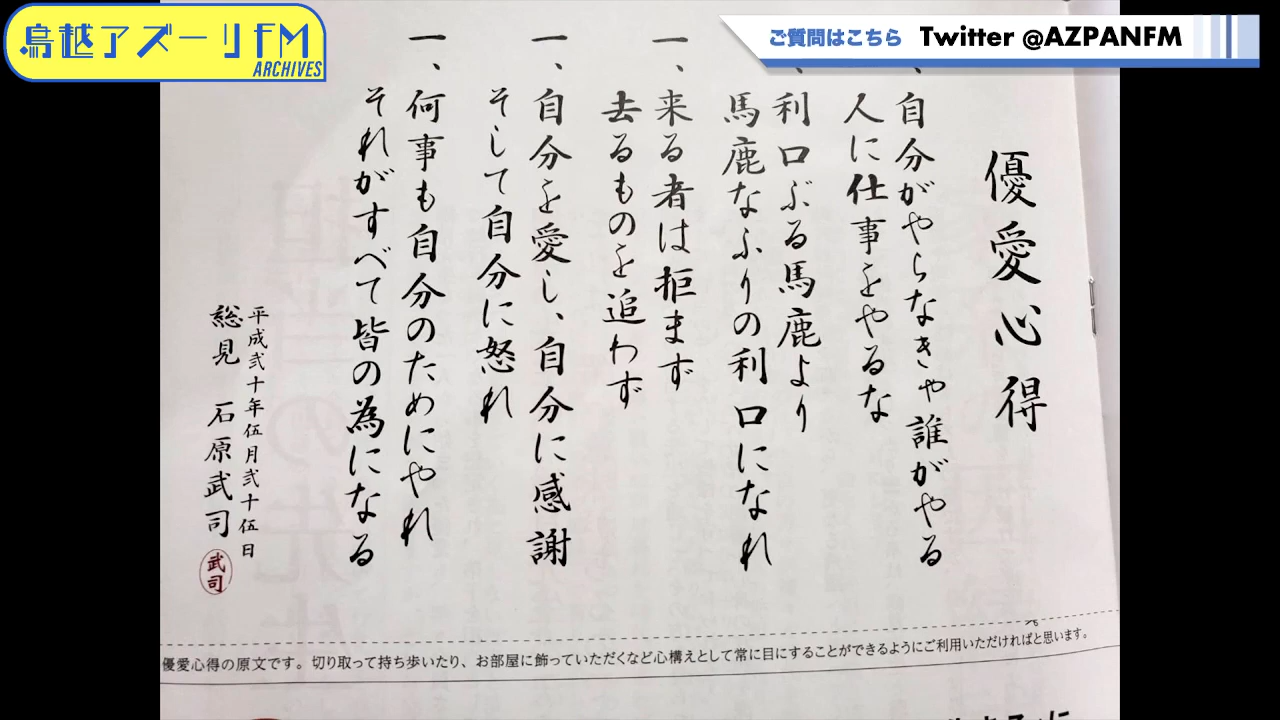 鳥越アズーリFM
ARCHIVES
ご質問はこちら Twitter @AZPANFM
優愛心得
、自分がやらなきゃ誰がやる
人に仕事をやるな
、利口ぶる馬鹿より
馬鹿なふりの利口になれ
一、来る者は拒まず
去るものを追わず
一、自分を愛し、自分に感謝
そして自分に怒れ
一、何事も自分のためにやれ
それがすべて皆の為になる
平成弐十年伍月弐十伍日
総見 石原武司
武司
優愛心得の原文です。切り取って持ち歩いたり、お部屋に飾っていただくなど心構えとして常に目にすることができるようにご利用いただければと思います。